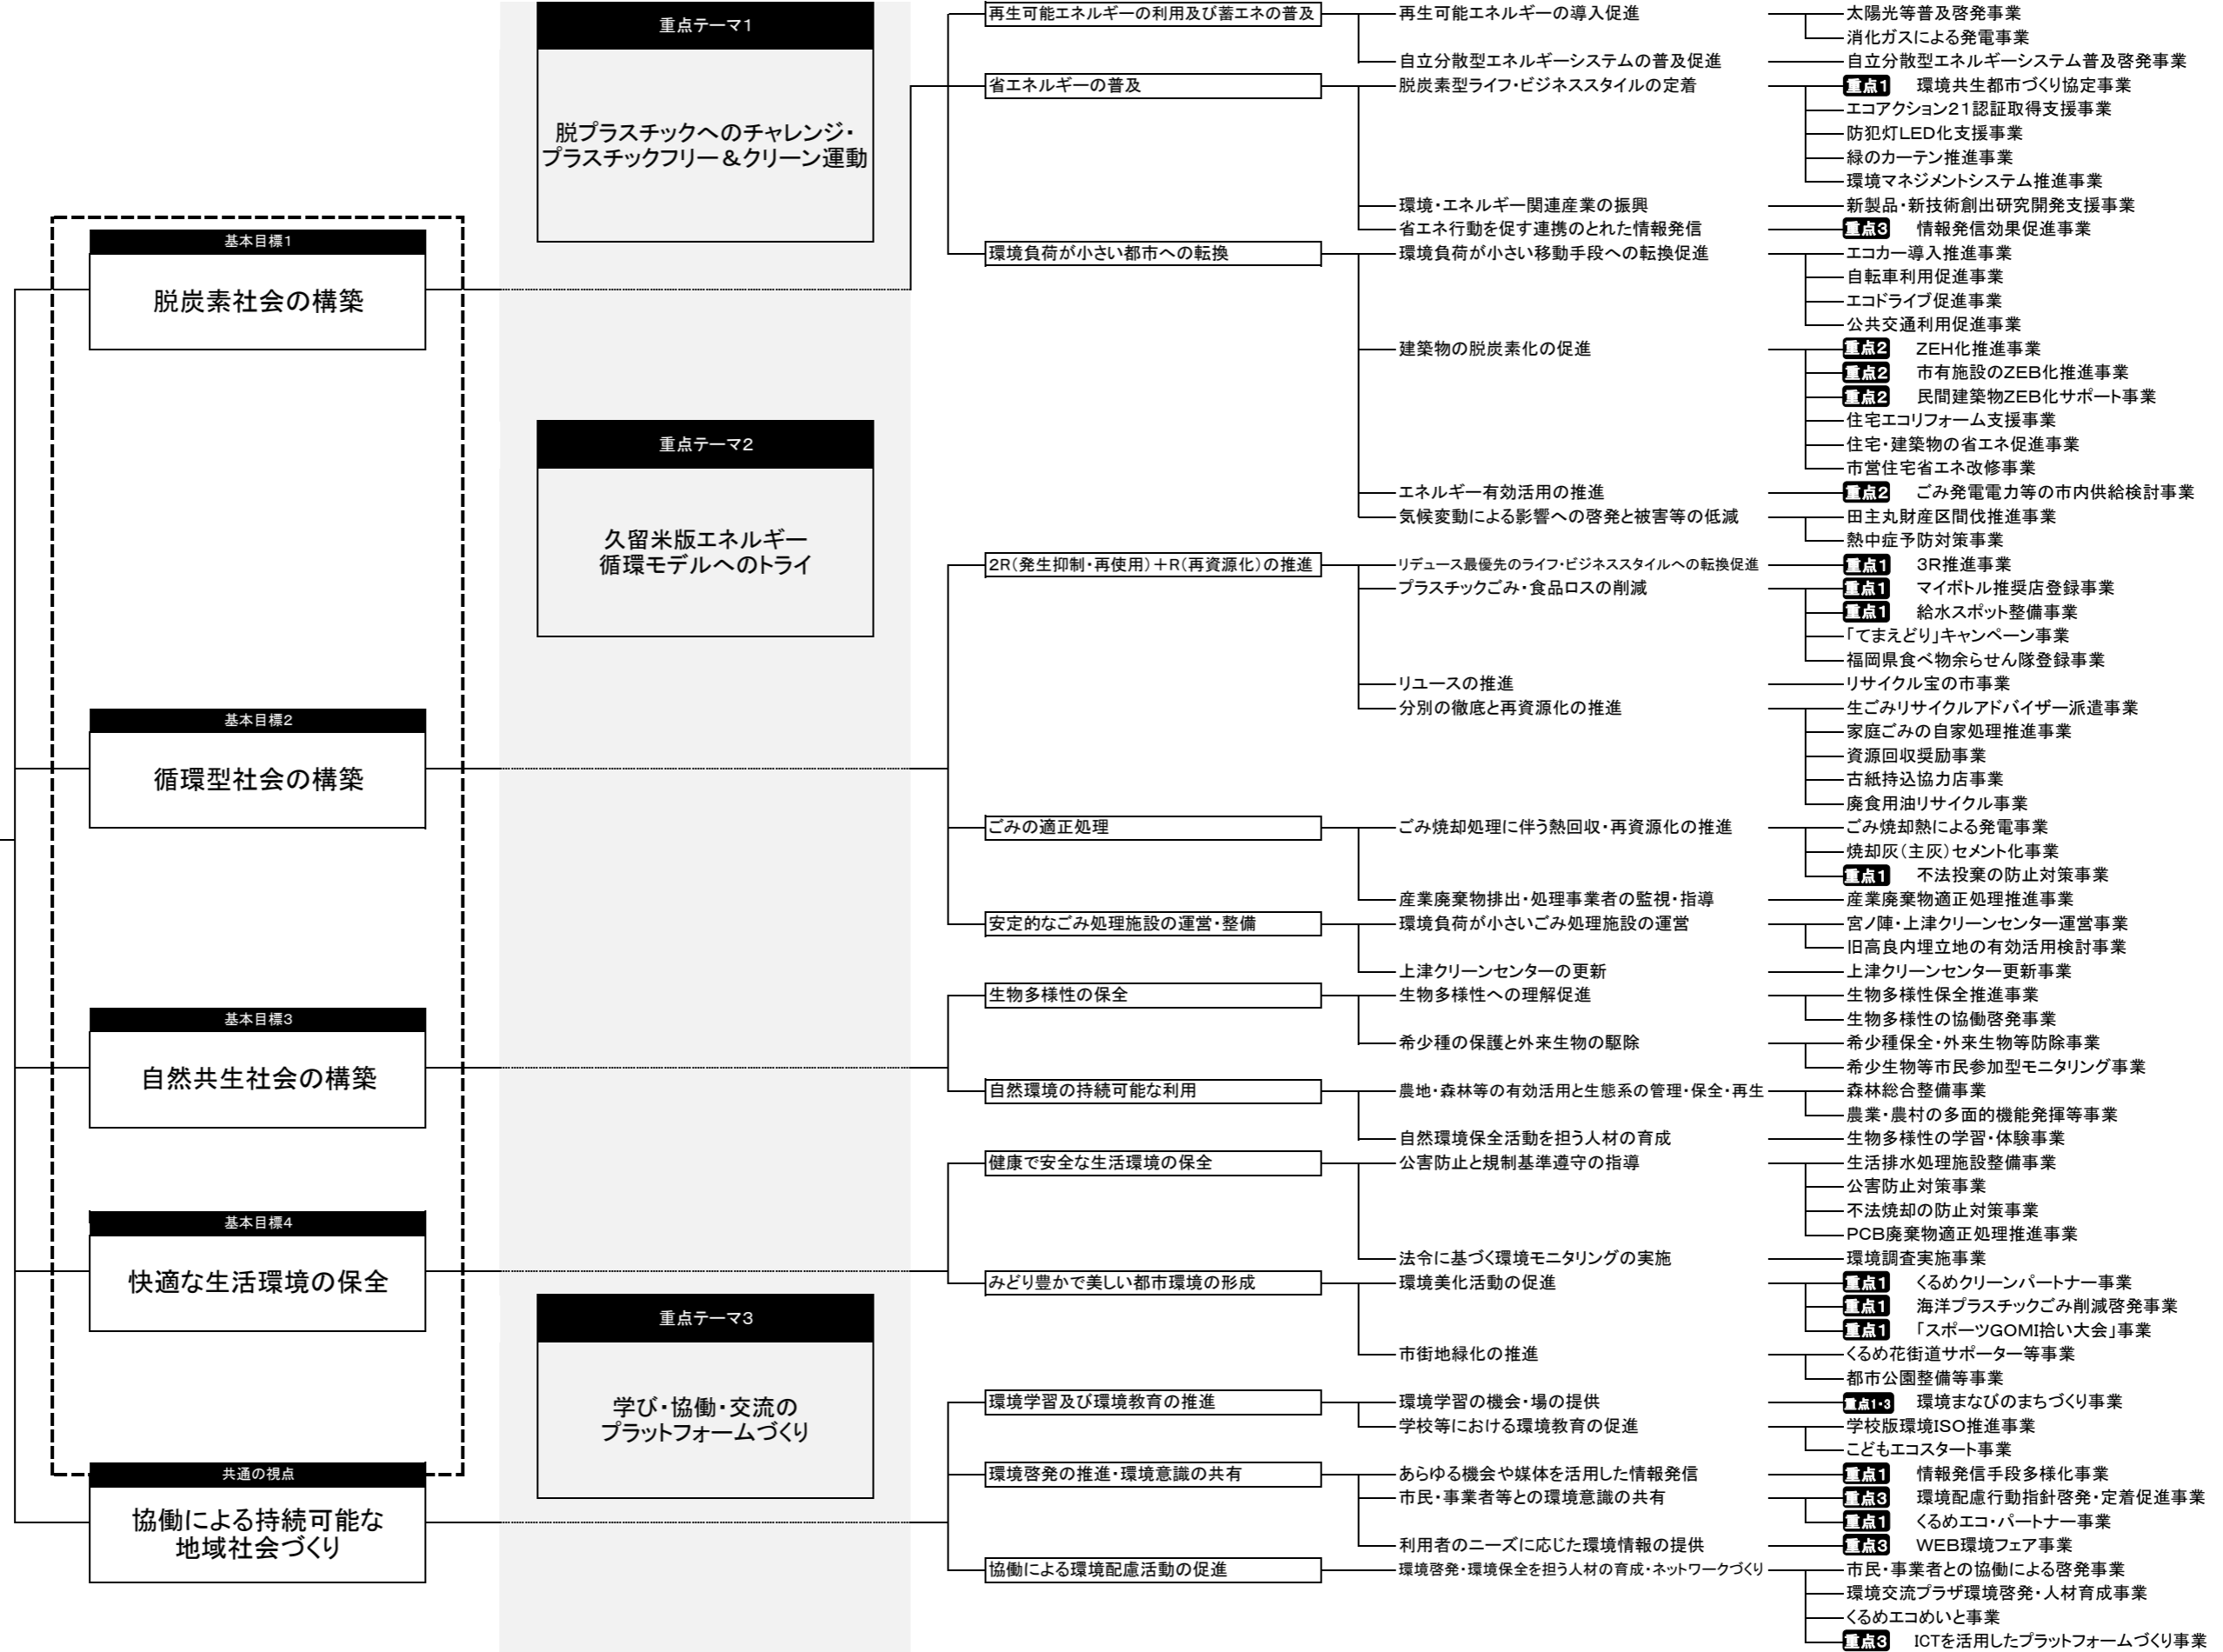 基本目標1
脱炭素社会の構築
基本目標2
循環型社会の構築
基本目標3
自然共生社会の構築
基本目標4
快適な生活環境の保全
共通の視点
協働による持続可能な
地域社会づくり
重点テーマ1
脱プラスチックへのチャレンジ・
プラスチックフリー&クリーン運動
重点テーマ2
久留米版エネルギー
循環モデルへのトライ
重点テーマ3
学び・協働・交流の
プラットフォームづくり
再生可能エネルギーの利用及び蓄エネの普及
省エネルギーの普及
環境負荷が小さい都市への転換
2R(発生抑制・再使用)+R(再資源化)の推進
ごみの適正処理
安定的なごみ処理施設の運営・整備
生物多様性の保全
自然環境の持続可能な利用
健康で安全な生活環境の保全
みどり豊かで美しい都市環境の形成
環境学習及び環境教育の推進
環境啓発の推進・環境意識の共有
協働による環境配慮活動の促進
再生可能エネルギーの導入促進
自立分散型エネルギーシステムの普及促進
脱炭素型ライフ・ビジネススタイルの定着
環境・エネルギー関連産業の振興
省エネ行動を促す連携のとれた情報発信
環境負荷が小さい移動手段への転換促進
建築物の脱炭素化の促進
エネルギー有効活用の推進
気候変動による影響への啓発と被害等の低減
リデュース最優先のライフ・ビジネススタイルへの転換促進
プラスチックごみ・食品ロスの削減
リユースの推進
分別の徹底と再資源化の推進
ごみ焼却処理に伴う熱回収・再資源化の推進
産業廃棄物排出・処理事業者の監視・指導
環境負荷が小さいごみ処理施設の運営
上津クリーンセンターの更新
生物多様性への理解促進
希少種の保護と外来生物の駆除
農地・森林等の有効活用と生態系の管理・保全・再生
自然環境保全活動を担う人材の育成
公害防止と規制基準遵守の指導
法令に基づく環境モニタリングの実施
環境美化活動の促進
市街地緑化の推進
環境学習の機会・場の提供
学校等における環境教育の促進
あらゆる機会や媒体を活用した情報発信
市民・事業者等との環境意識の共有
利用者のニーズに応じた環境情報の提供
環境啓発・環境保全を担う人材の育成・ネットワークづくり
太陽光等普及啓発事業
消化ガスによる発電事業
自立分散型エネルギーシステム普及啓発事業
重点1 環境共生都市づくり協定事業
エコアクション21認証取得支援事業
防犯灯LED化支援事業
緑のカーテン推進事業
環境マネジメントシステム推進事業
新製品・新技術創出研究開発支援事業
重点3 情報発信効果促進事業
エコカー導入推進事業
自転車利用促進事業
エコドライブ促進事業
公共交通利用促進事業
重点2 ZEH化推進事業
重点2 市有施設のZEB化推進事業
重点2 民間建築物ZEB化サポート事業
住宅エコリフォーム支援事業
住宅・建築物の省エネ促進事業
市営住宅省エネ改修事業
重点2 ごみ発電電力等の市内供給検討事業
田主丸財産区間伐推進事業
熱中症予防対策事業
重点1 3R推進事業
重点1 マイボトル推奨店登録事業
重点1 給水スポット整備事業
「てまえどり」キャンペーン事業
福岡県食べ物余らせん隊登録事業
リサイクル宝の市事業
生ごみリサイクルアドバイザー派遣事業
家庭ごみの自家処理推進事業
資源回収奨励事業
古紙持込協力店事業
廃食用油リサイクル事業
ごみ焼却熱による発電事業
焼却灰(主灰)セメント化事業
重点1 不法投棄の防止対策事業
産業廃棄物適正処理推進事業
宮ノ陣・上津クリーンセンター運営事業
旧高良内埋立地の有効活用検討事業
上津クリーンセンター更新事業
生物多様性保全推進事業
生物多様性の協働啓発事業
希少種保全・外来生物等防除事業
希少生物等市民参加型モニタリング事業
森林総合整備事業
農業・農村の多面的機能発揮等事業
生物多様性の学習・体験事業
生活排水処理施設整備事業
公害防止対策事業
不法焼却の防止対策事業
PCB廃棄物適正処理推進事業
環境調査実施事業
重点1 くるめクリーンパートナー事業
重点1 海洋プラスチックごみ削減啓発事業
重点1 「スポーツGOMI拾い大会」事業
くるめ花街道サポーター等事業
都市公園整備等事業
重点1・3 環境まなびのまちづくり事業
学校版環境ISO推進事業
こどもエコスタート事業
重点1 情報発信手段多様化事業
重点3 環境配慮行動指針啓発・定着促進事業
重点1 くるめエコ・パートナー事業
重点3 WEB環境フェア事業
市民・事業者との協働による啓発事業
環境交流プラザ環境啓発・人材育成事業
くるめエコめいと事業
重点3 ICTを活用したプラットフォームづくり事業